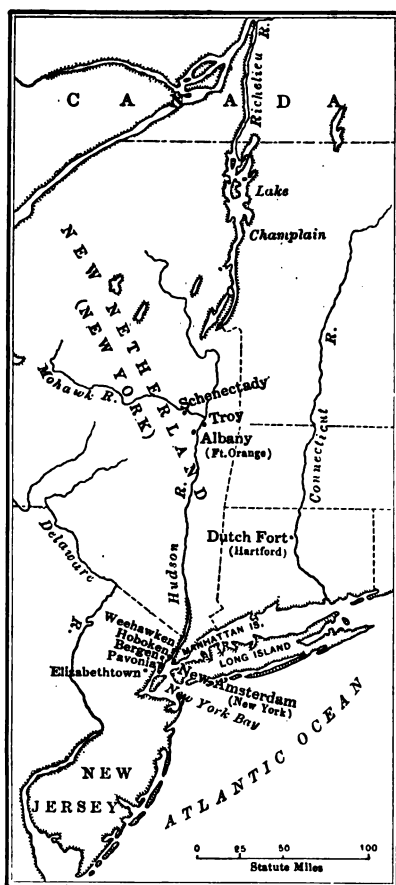 CANADA
Richelieu R.
Lake
Champlain
NEW NETHERLAND
(NEW YORK)
Mohawk R.
Schenectady
Troy
Albany
(Ft. Orange)
Connecticut R.
Hudson R.
Delaware R.
Dutch Fort
(Hartford)
Weehawken
Hoboken
Bergen
Pavonia
Elizabethtown
MANHATTAN IS.
LONG ISLAND
New Amsterdam
(New York)
New York Bay
NEW
JERSEY
ATLANTIC OCEAN
0 25 50 100
Statute Miles